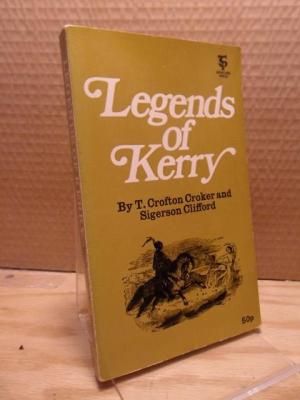 Legends
of
Kerry
By T. Crofton Croker and
Sigerson Clifford
50p